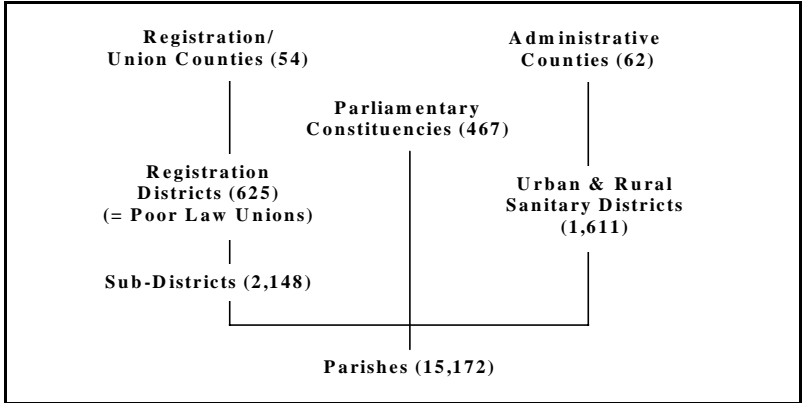 Registration/
Union Counties (54)
Administrative
Counties (62)
Parliamentary
Constituencies (467)
Registration
Districts (625)
(= Poor Law Unions)
Urban & Rural
Sanitary Districts
(1,611)
Sub-Districts (2,148)
Parishes (15,172)